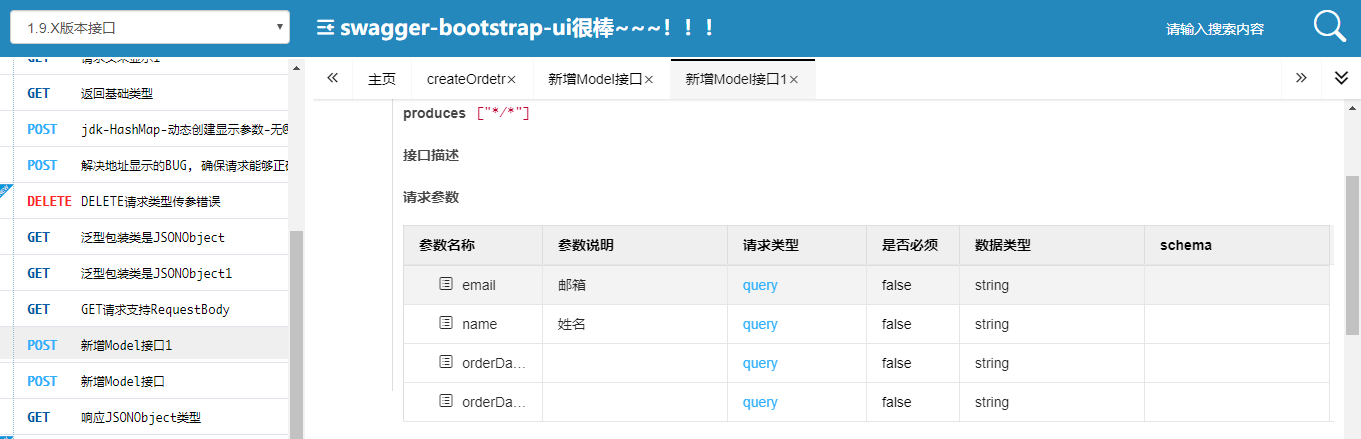 1.9.X版本接口
swagger-bootstrap-ui很棒~~~！！！
请输入搜索内容
GET
GET 返回基础类型
POST jdk-HashMap-动态创建显示参数-无@
POST 解决地址显示的BUG, 确保请求能够正确
DELETE DELETE请求类型传参错误
GET 泛型包装类是JSONObject
GET 泛型包装类是JSONObject1
GET GET请求支持RequestBody
POST 新增Model接口1
POST 新增Model接口
GET 响应JSONObject类型
主页 createOrdetr× 新增Model接口× 新增Model接口1×
produces ["*/*"]
接口描述
请求参数
参数名称 参数说明 请求类型 是否必须 数据类型 schema
email 邮箱 query false string
name 姓名 query false string
orderDa... query false string
orderDa... query false string